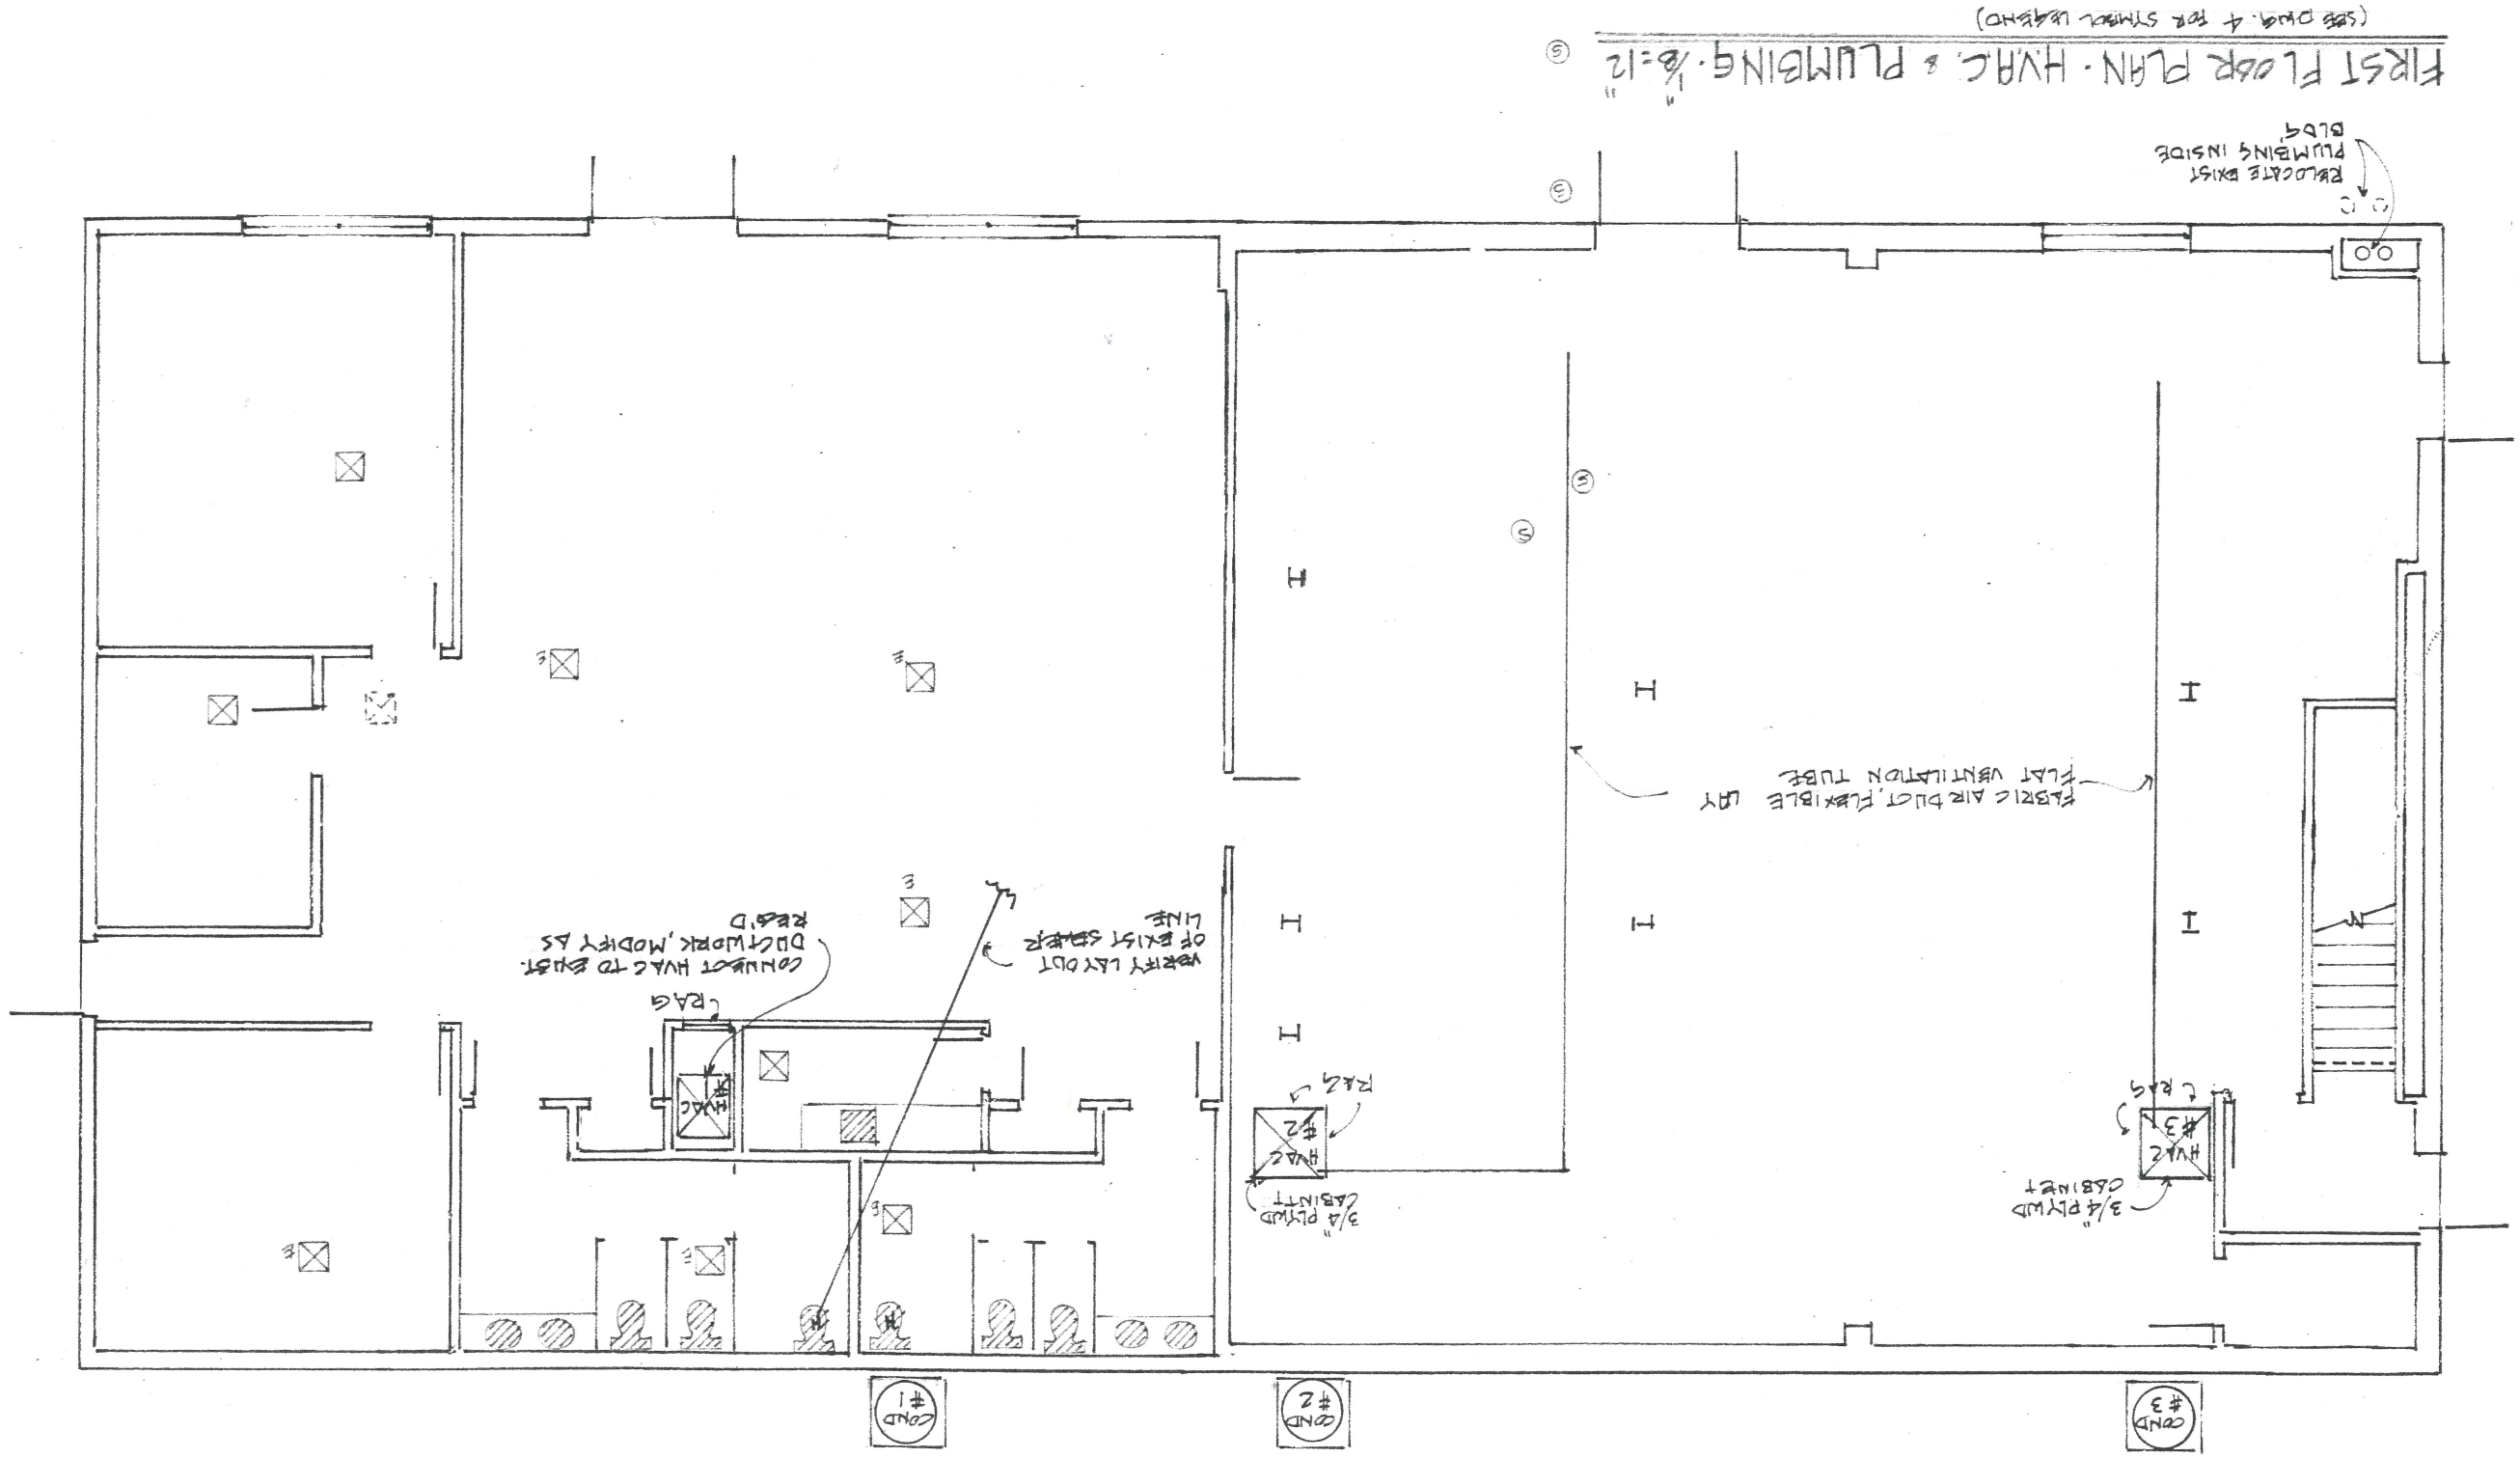 COND
#3
COND
#2
COND
#1
H
H
E
E
E
3/4" PLYWD
CABINET
HVAC
#3
RAG
3/4" PLYWD
CABINTT
HVAC
#2
RAG
HVAC
#1
RAG
VERIFY LAYOUT
OF EXIST SEWER
LINE
CONNECT HVAC TO EXIST.
DUCTWORK, MODIFY AS
REQ'D
E
FABRIC AIR DUCT, FLEXIBLE LAY
FLAT VENTILATION TUBE
E
E
S
S
S
RELOCATE EXIST
PLUMBING INSIDE
BLDG
FIRST FLOOR PLAN - H.V.A.C. & PLUMBING - 1/8"=12"
S
(SEE DWG. 4 FOR SYMBOL LEGEND)